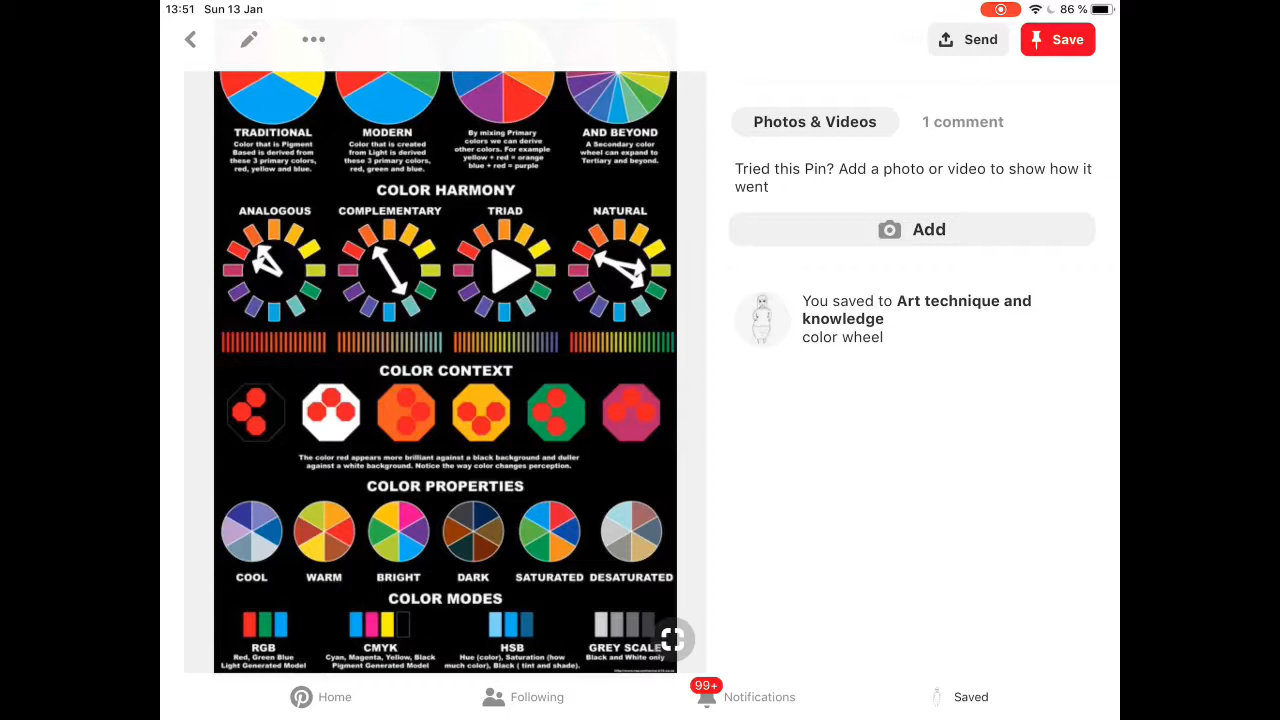 13:51 Sun 13 Jan
86 %
Send
Save
TRADITIONAL
Color that is Pigment
Based is derived from
these 3 primary colors,
red, yellow and blue.
MODERN
Color that is created
from Light is derived
these 3 primary colors,
red, green and blue.
By mixing Primary
colors we can derive
other colors. For example
yellow + red = orange
blue + red = purple
AND BEYOND
A Secondary color
wheel can expand to
Tertiary and beyond.
COLOR HARMONY
ANALOGOUS
COMPLEMENTARY
TRIAD
NATURAL
COLOR CONTEXT
The color red appears more brilliant against a black background and duller
against a white background. Notice the way color changes perception.
COLOR PROPERTIES
COOL
WARM
BRIGHT
DARK
SATURATED
DESATURATED
COLOR MODES
RGB
Red, Green Blue
Light Generated Model
CMYK
Cyan, Magenta, Yellow, Black
Pigment Generated Model
HSB
Hue (color), Saturation (how
much color), Black ( tint and shade).
GREY SCALE
Black and White only
Photos & Videos
1 comment
Tried this Pin? Add a photo or video to show how it
went
Add
You saved to Art technique and
knowledge
color wheel
Home
Following
99+
Notifications
Saved